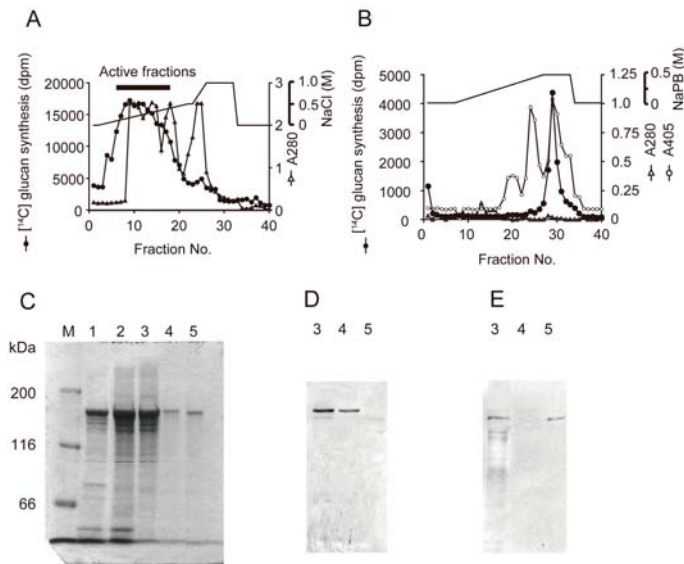 A
Active fractions
20000
15000
10000
5000
0
[¹⁴C] glucan synthesis (dpm)
0 10 20 30 40
Fraction No.
3
2
1
0
1.0
0.5
0
NaCl (M)
A280
B
5000
4000
3000
2000
1000
0
[¹⁴C] glucan synthesis (dpm)
0 10 20 30 40
Fraction No.
1.25
1.0
0.75
0.5
0.25
0
0.5
0
NaPB (M)
A280
A405
C
kDa M 1 2 3 4 5
200
116
66
D
3 4 5
E
3 4 5